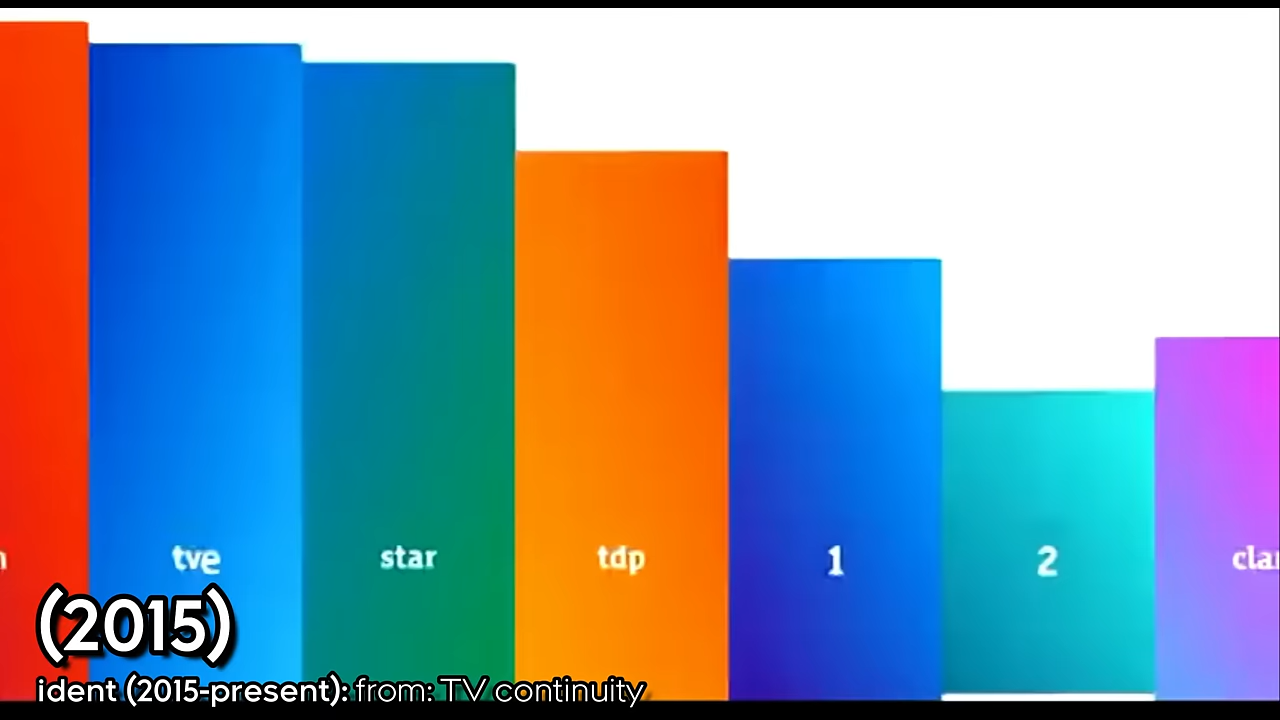 tve star tdp 1 2
(2015)
ident (2015-present): from: TV continuity